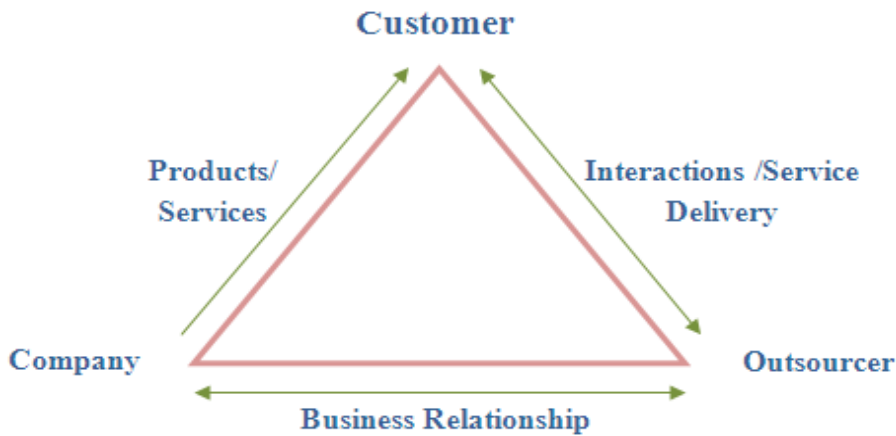 Customer
Products/
Services
Interactions /Service
Delivery
Company
Outsourcer
Business Relationship